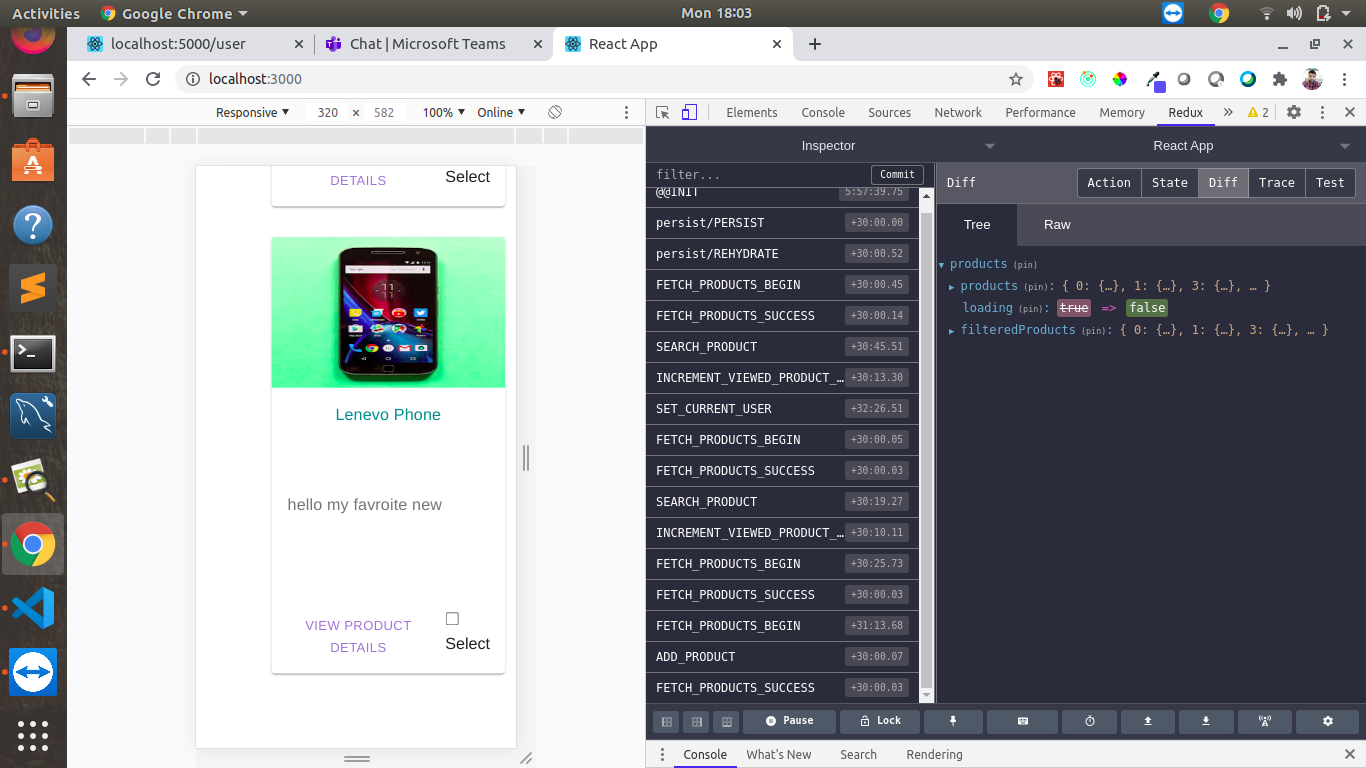 Activities
Google Chrome
Mon 18:03
localhost:5000/user
Chat | Microsoft Teams
React App
localhost:3000
Responsive
320 × 582
100%
Online
Elements
Console
Sources
Network
Performance
Memory
Redux
2
DETAILS
Select
Lenevo Phone
hello my favroite new
VIEW PRODUCT
DETAILS
Select
Inspector
React App
filter...
Commit
@@INIT 5:57:39.75
persist/PERSIST +30:00.00
persist/REHYDRATE +30:00.52
FETCH_PRODUCTS_BEGIN +30:00.45
FETCH_PRODUCTS_SUCCESS +30:00.14
SEARCH_PRODUCT +30:45.51
INCREMENT_VIEWED_PRODUCT_… +30:13.30
SET_CURRENT_USER +32:26.51
FETCH_PRODUCTS_BEGIN +30:00.05
FETCH_PRODUCTS_SUCCESS +30:00.03
SEARCH_PRODUCT +30:19.27
INCREMENT_VIEWED_PRODUCT_… +30:10.11
FETCH_PRODUCTS_BEGIN +30:25.73
FETCH_PRODUCTS_SUCCESS +30:00.03
FETCH_PRODUCTS_BEGIN +31:13.68
ADD_PRODUCT +30:00.07
FETCH_PRODUCTS_SUCCESS +30:00.03
Diff
Action
State
Diff
Trace
Test
Tree
Raw
products (pin)
products (pin): { 0: {…}, 1: {…}, 3: {…}, … }
loading (pin): true => false
filteredProducts (pin): { 0: {…}, 1: {…}, 3: {…}, … }
Pause
Lock
Console
What's New
Search
Rendering